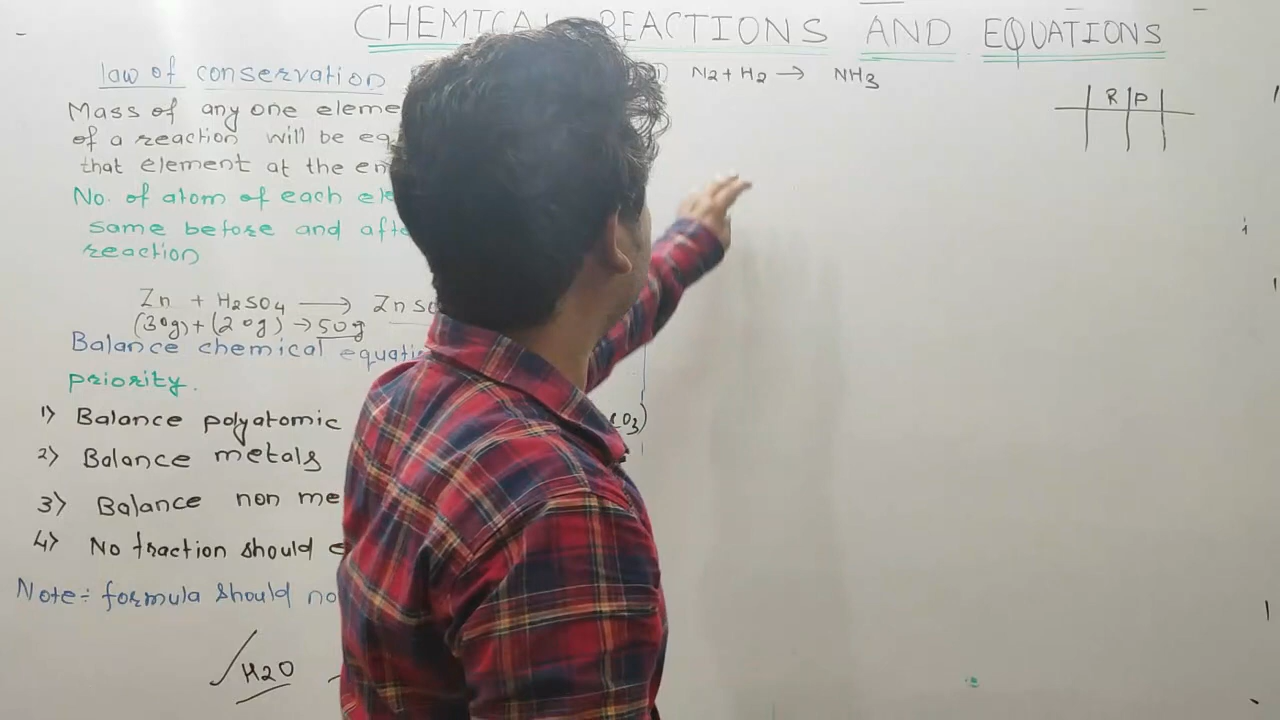 CHEMICAL REACTIONS AND EQUATIONS
law of conservation
Mass of any one eleme
of a reaction will be eq
that element at the en
No. of atom of each ele
same before and afte
reaction
Zn + H2SO4 → ZnSO
(30g)+(20g) → 50g
Balance chemical equati
priority.
1) Balance polyatomic CO3)
2) Balance metals
3) Balance non me
4) No fraction should
Note:- formula should no
H2O
N2 + H2 → NH3
R P